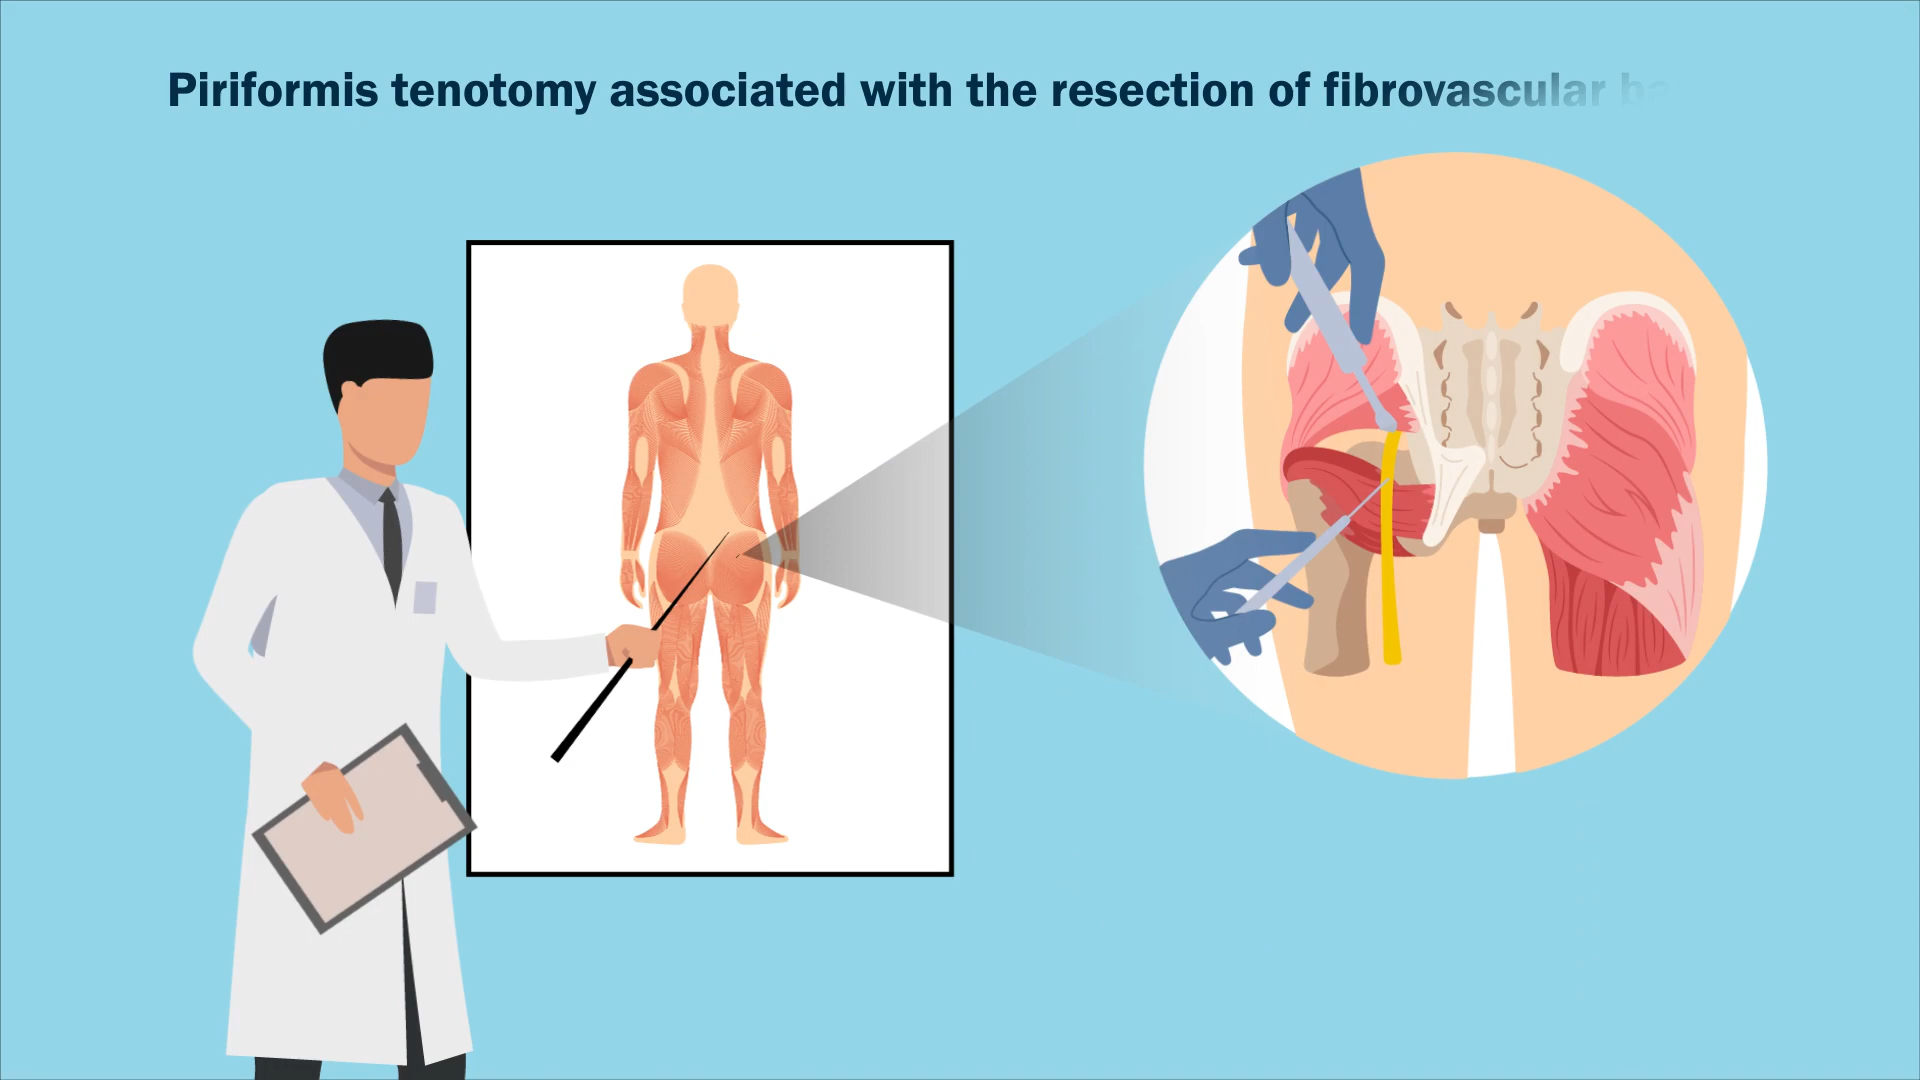 Piriformis tenotomy associated with the resection of fibrovascular